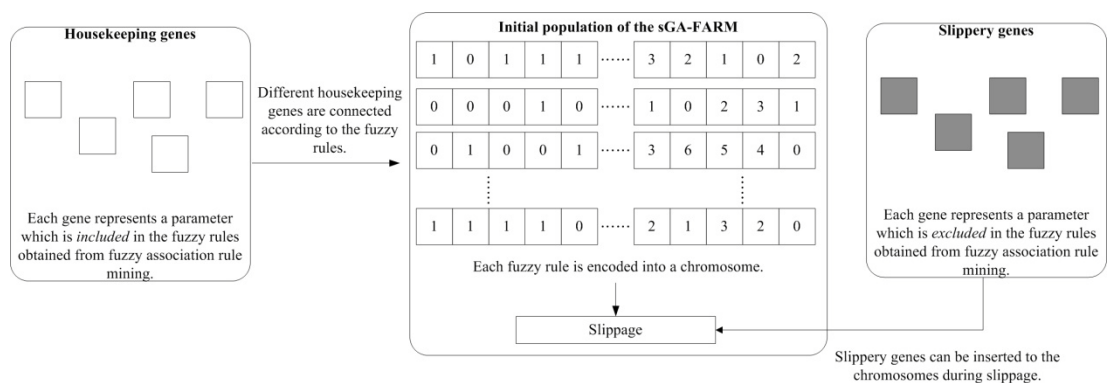 Housekeeping genes
Each gene represents a parameter
which is included in the fuzzy rules
obtained from fuzzy association rule
mining.
Different housekeeping
genes are connected
according to the fuzzy
rules.
Initial population of the sGA-FARM
1 0 1 1 1 ...... 3 2 1 0 2
0 0 0 1 0 ...... 1 0 2 3 1
0 1 0 0 1 ...... 3 6 5 4 0
1 1 1 1 0 ...... 2 1 3 2 0
Each fuzzy rule is encoded into a chromosome.
Slippage
Slippery genes
Each gene represents a parameter
which is excluded in the fuzzy rules
obtained from fuzzy association rule
mining.
Slippery genes can be inserted to the
chromosomes during slippage.